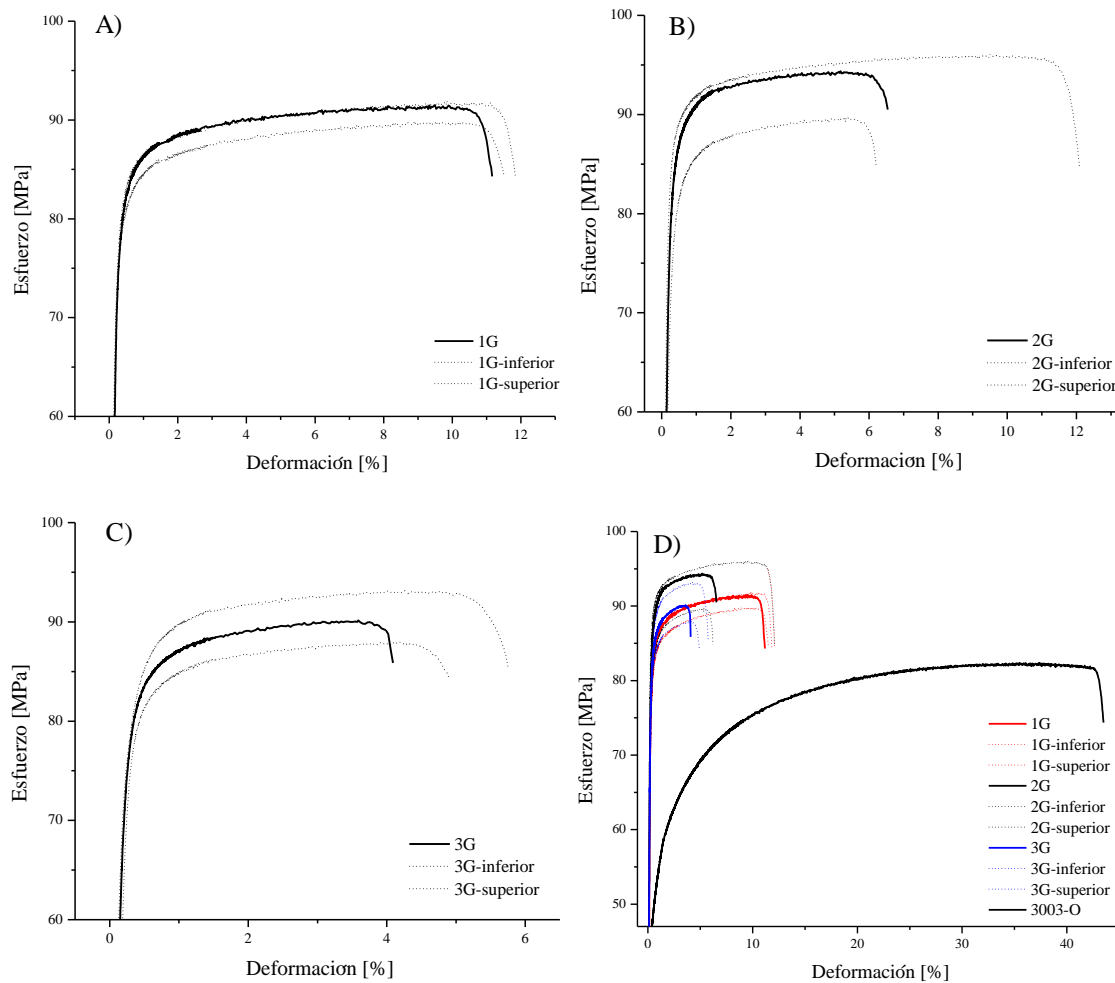 A)
100
90
80
70
60
0
2
4
6
8
10
12
Esfuerzo [MPa]
Deformación [%]
1G
1G-inferior
1G-superior
B)
100
90
80
70
60
0
2
4
6
8
10
12
Esfuerzo [MPa]
Deformación [%]
2G
2G-inferior
2G-superior
C)
100
90
80
70
60
0
2
4
6
Esfuerzo [MPa]
Deformación [%]
3G
3G-inferior
3G-superior
D)
100
90
80
70
60
50
0
10
20
30
40
Esfuerzo [MPa]
Deformación [%]
1G
1G-inferior
1G-superior
2G
2G-inferior
2G-superior
3G
3G-inferior
3G-superior
3003-O